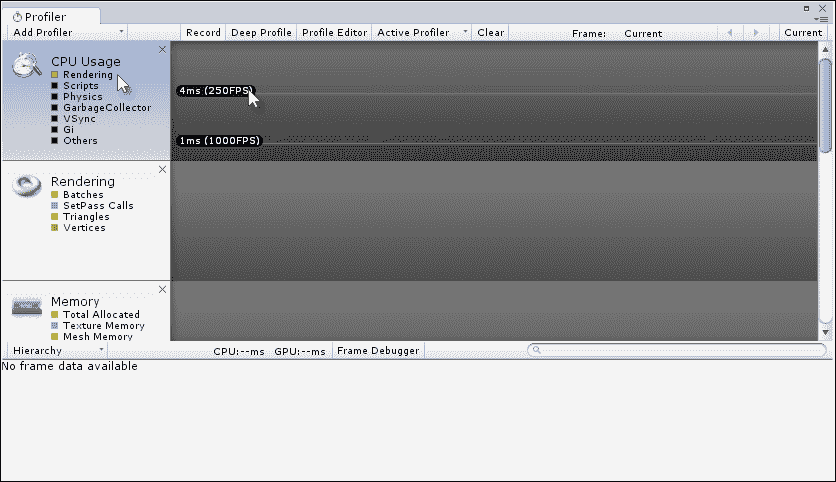 Profiler
Add Profiler Record Deep Profile Profile Editor Active Profiler Clear Frame: Current Current
CPU Usage
Rendering
Scripts
Physics
GarbageCollector
VSync
Gi
Others
4ms (250FPS)
1ms (1000FPS)
Rendering
Batches
SetPass Calls
Triangles
Vertices
Memory
Total Allocated
Texture Memory
Mesh Memory
Hierarchy CPU:--ms GPU:--ms Frame Debugger
No frame data available